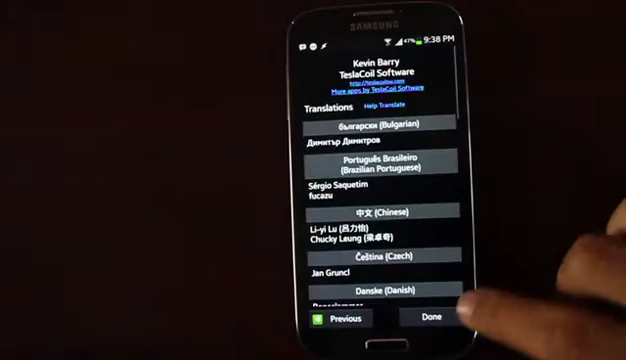 SAMSUNG
47% 9:38 PM
Kevin Barry
TeslaCoil Software
http://teslacoilsw.com
More apps by TeslaCoil Software
Translations Help Translate
български (Bulgarian)
Димитър Димитров
Português Brasileiro
(Brazilian Portuguese)
Sérgio Saquetim
fucazu
中文 (Chinese)
Li-yi Lu (呂力怡)
Chucky Leung (梁卓奇)
Čeština (Czech)
Jan Gruncl
Danske (Danish)
Previous Done